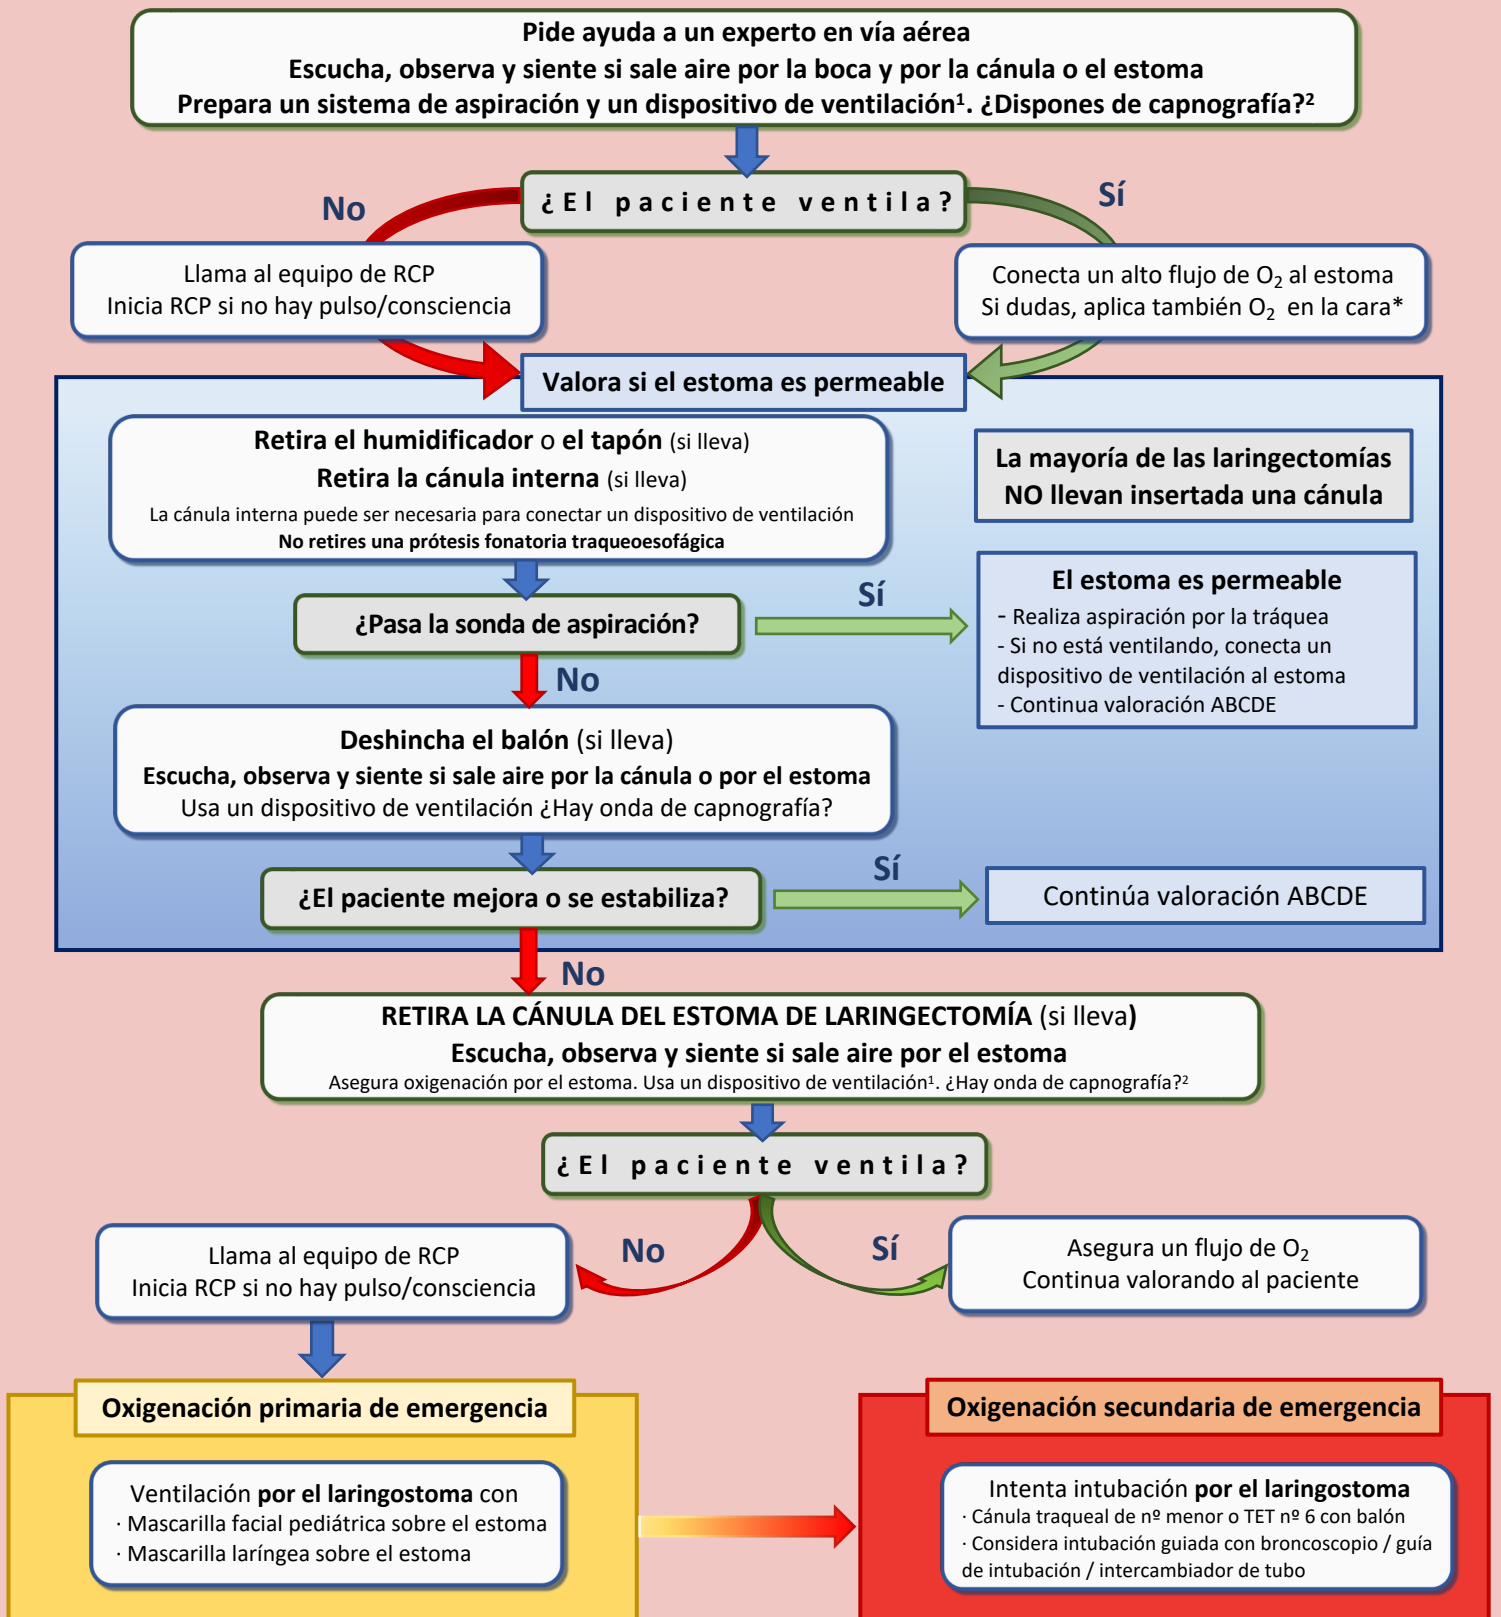 Pide ayuda a un experto en vía aérea
Escucha, observa y siente si sale aire por la boca y por la cánula o el estoma
Prepara un sistema de aspiración y un dispositivo de ventilación¹. ¿Dispones de capnografía?²
¿El paciente ventila?
No
Sí
Llama al equipo de RCP
Inicia RCP si no hay pulso/consciencia
Conecta un alto flujo de O₂ al estoma
Si dudas, aplica también O₂ en la cara*
Valora si el estoma es permeable
Retira el humidificador o el tapón (si lleva)
Retira la cánula interna (si lleva)
La cánula interna puede ser necesaria para conectar un dispositivo de ventilación
No retires una prótesis fonatoria traqueoesofágica
La mayoría de las laringectomías
NO llevan insertada una cánula
¿Pasa la sonda de aspiración?
Sí
El estoma es permeable
- Realiza aspiración por la tráquea
- Si no está ventilando, conecta un
dispositivo de ventilación al estoma
- Continua valoración ABCDE
No
Deshincha el balón (si lleva)
Escucha, observa y siente si sale aire por la cánula o por el estoma
Usa un dispositivo de ventilación ¿Hay onda de capnografía?
¿El paciente mejora o se estabiliza?
Sí
Continúa valoración ABCDE
No
RETIRA LA CÁNULA DEL ESTOMA DE LARINGECTOMÍA (si lleva)
Escucha, observa y siente si sale aire por el estoma
Asegura oxigenación por el estoma. Usa un dispositivo de ventilación¹. ¿Hay onda de capnografía?²
¿El paciente ventila?
No
Sí
Llama al equipo de RCP
Inicia RCP si no hay pulso/consciencia
Asegura un flujo de O₂
Continua valorando al paciente
Oxigenación primaria de emergencia
Ventilación por el laringostoma con
· Mascarilla facial pediátrica sobre el estoma
· Mascarilla laríngea sobre el estoma
Oxigenación secundaria de emergencia
Intenta intubación por el laringostoma
· Cánula traqueal de nº menor o TET nº 6 con balón
· Considera intubación guiada con broncoscopio / guía
de intubación / intercambiador de tubo